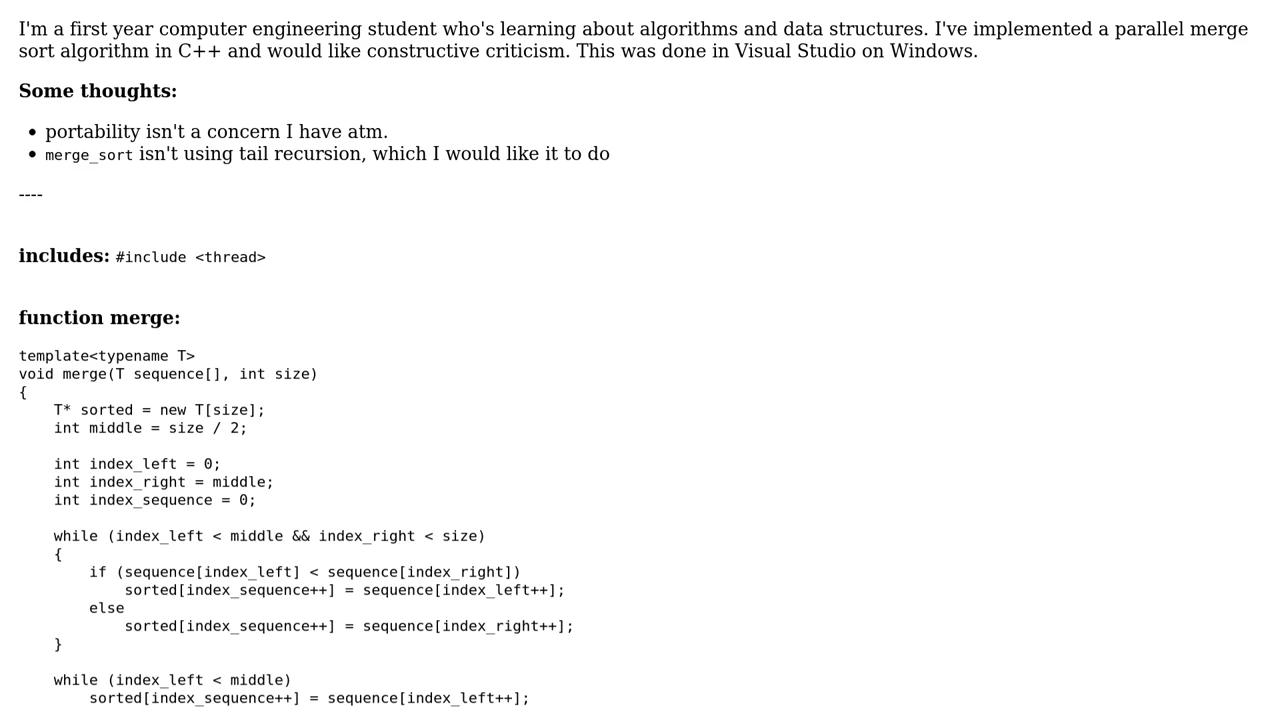 I'm a first year computer engineering student who's learning about algorithms and data structures. I've implemented a parallel merge
sort algorithm in C++ and would like constructive criticism. This was done in Visual Studio on Windows.
Some thoughts:
• portability isn't a concern I have atm.
• merge_sort isn't using tail recursion, which I would like it to do
----
includes: #include <thread>
function merge:
template<typename T>
void merge(T sequence[], int size)
{
    T* sorted = new T[size];
    int middle = size / 2;
    int index_left = 0;
    int index_right = middle;
    int index_sequence = 0;
    while (index_left < middle && index_right < size)
    {
        if (sequence[index_left] < sequence[index_right])
            sorted[index_sequence++] = sequence[index_left++];
        else
            sorted[index_sequence++] = sequence[index_right++];
    }
    while (index_left < middle)
        sorted[index_sequence++] = sequence[index_left++];